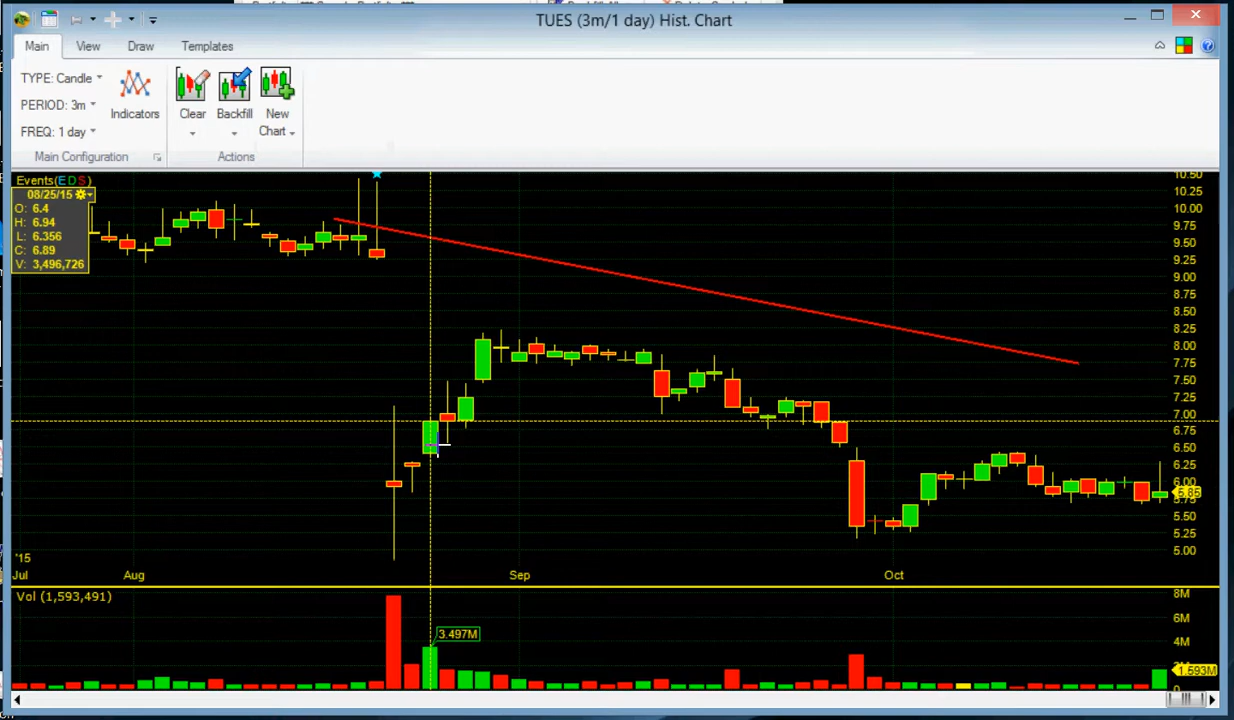 TUES (3m/1 day) Hist. Chart
Main View Draw Templates
TYPE: Candle
PERIOD: 3m
FREQ: 1 day
Indicators
Clear
Backfill
New
Chart
Main Configuration
Actions
Events(EDS)
08/25/15
O: 6.4
H: 6.94
L: 6.356
C: 6.89
V: 3,496,726
10.50
10.25
10.00
9.75
9.50
9.25
9.00
8.75
8.50
8.25
8.00
7.75
7.50
7.25
7.00
6.75
6.50
6.25
6.00
5.85
5.75
5.50
5.25
5.00
'15
Jul Aug Sep Oct
Vol (1,593,491)
3.497M
8M
6M
4M
1.593M
0